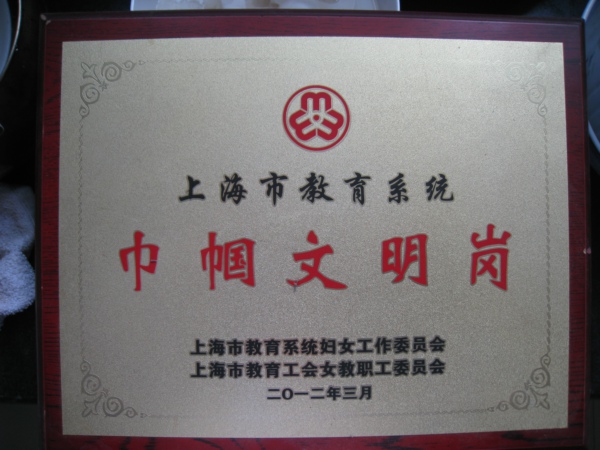 上海市教育系统
巾帼文明岗
上海市教育系统妇女工作委员会
上海市教育工会女教职工委员会
二〇一二年三月